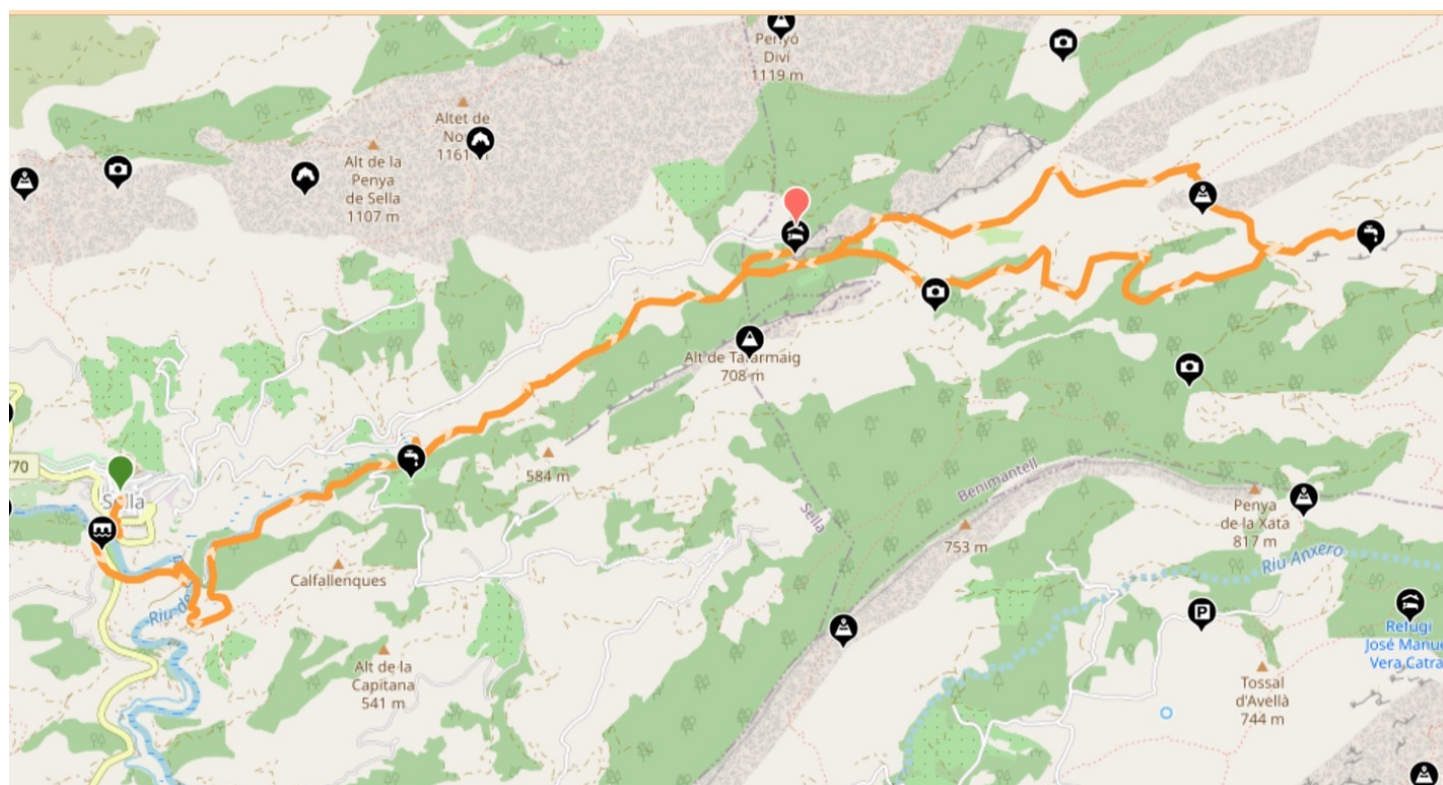 Penyó
Diví
1119 m
Altet de
1161 m
Alt de la
Penya
de Sella
1107 m
Alt de Tafarmaig
708 m
584 m
70
Sella
Calfallenques
Riu de
Alt de la
Capitana
541 m
Sella
Benimantell
753 m
Penya
de la Xata
817 m
Riu Anxero
P
Refugi
José Manue
Vera Catra
Tossal
d'Avellà
744 m